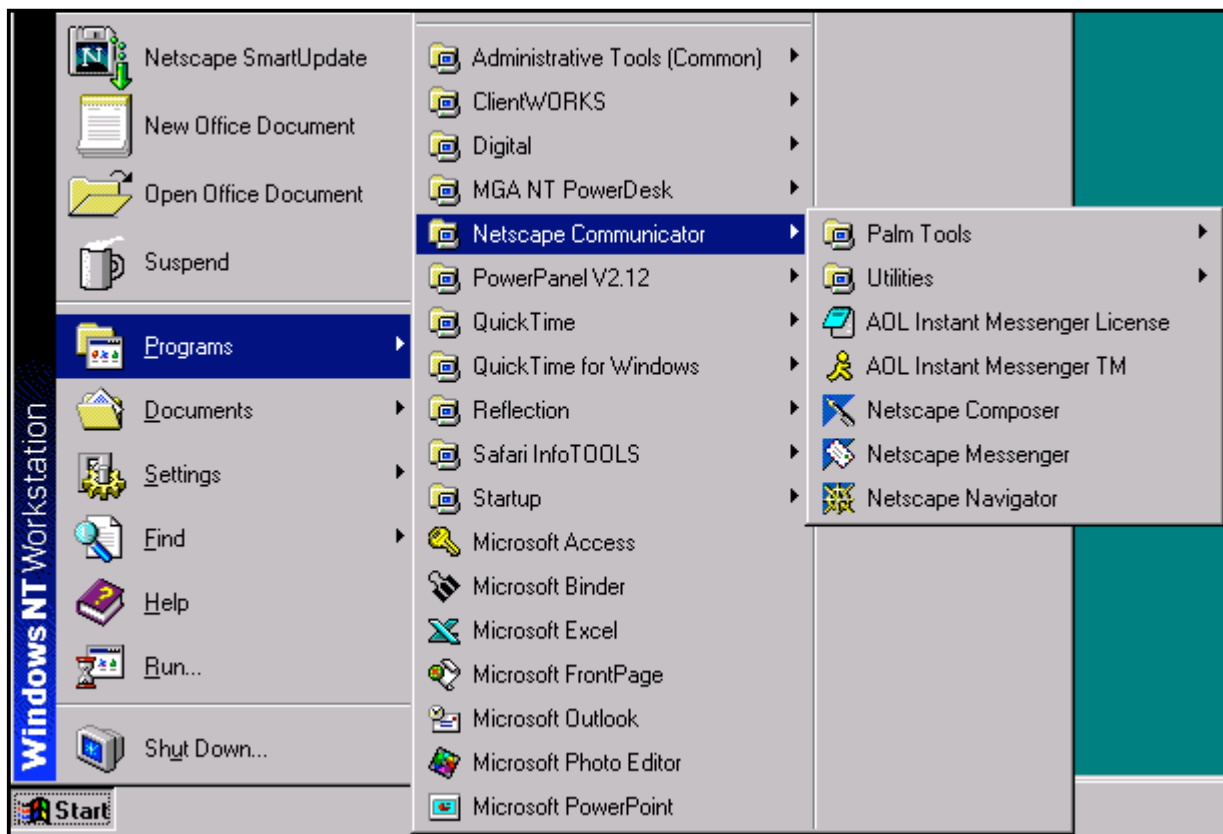 Netscape SmartUpdate
New Office Document
Open Office Document
Suspend
Programs
Documents
Settings
Find
Help
Run...
Shut Down...
Windows NT Workstation
Start
Administrative Tools (Common)
ClientWORKS
Digital
MGA NT PowerDesk
Netscape Communicator
PowerPanel V2.12
QuickTime
QuickTime for Windows
Reflection
Safari InfoTOOLS
Startup
Microsoft Access
Microsoft Binder
Microsoft Excel
Microsoft FrontPage
Microsoft Outlook
Microsoft Photo Editor
Microsoft PowerPoint
Palm Tools
Utilities
AOL Instant Messenger License
AOL Instant Messenger TM
Netscape Composer
Netscape Messenger
Netscape Navigator